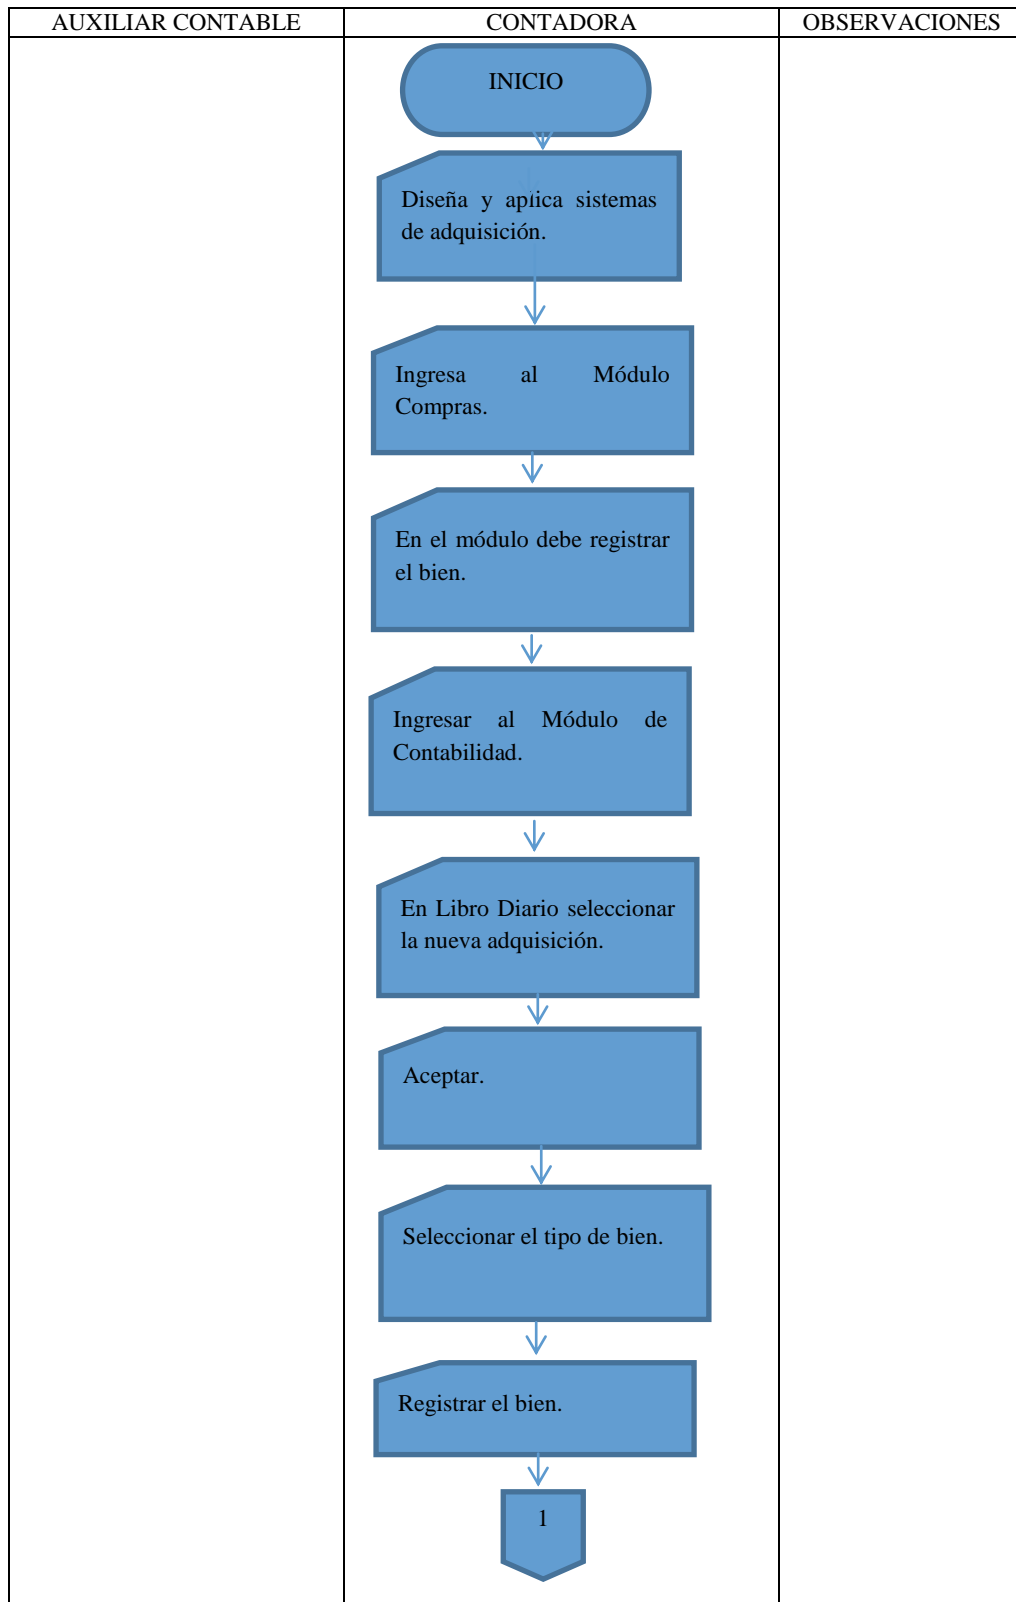 AUXILIAR CONTABLE
CONTADORA
OBSERVACIONES
INICIO
Diseña y aplica sistemas
de adquisición.
Ingresa al Módulo
Compras.
En el módulo debe registrar
el bien.
Ingresar al Módulo de
Contabilidad.
En Libro Diario seleccionar
la nueva adquisición.
Aceptar.
Seleccionar el tipo de bien.
Registrar el bien.
1